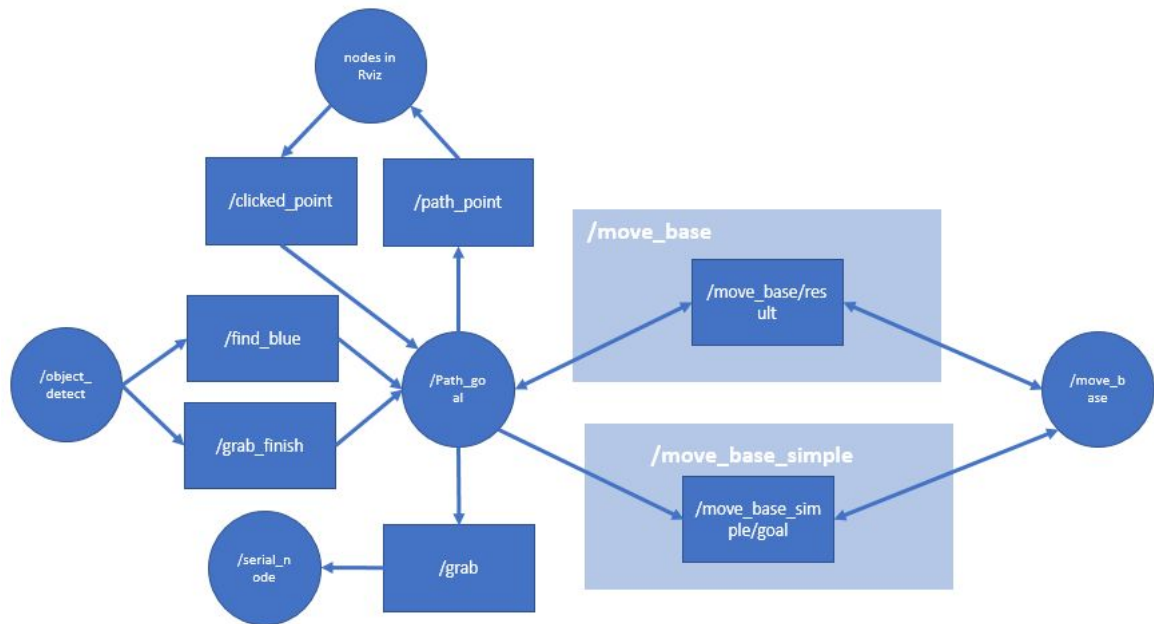 nodes in
Rviz
/clicked_point
/path_point
/move_base
/move_base/res
ult
/find_blue
/object_
detect
/Path_go
al
/move_b
ase
/grab_finish
/move_base_simple
/move_base_sim
ple/goal
/serial_n
ode
/grab